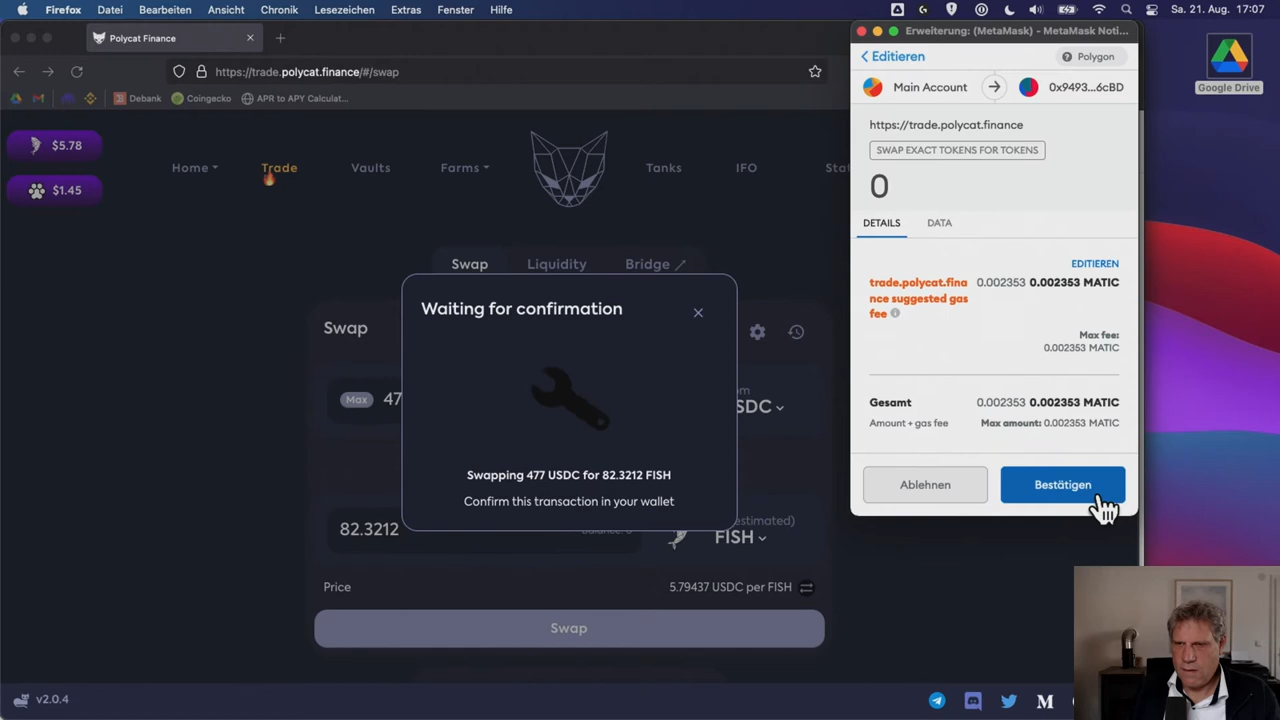 Firefox Datei Bearbeiten Ansicht Chronik Lesezeichen Extras Fenster Hilfe Sa. 21. Aug. 17:07
Polycat Finance
https://trade.polycat.finance/#/swap
Debank Coingecko APR to APY Calculat...
$5.78
$1.45
Home Trade Vaults Farms Tanks IFO Sta
Swap Liquidity Bridge
Swap
Max 47
SDC
82.3212
estimated)
FISH
Price 5.79437 USDC per FISH
Swap
v2.0.4
Waiting for confirmation
Swapping 477 USDC for 82.3212 FISH
Confirm this transaction in your wallet
Erweiterung: (MetaMask) - MetaMask Noti...
Editieren Polygon
Main Account 0x9493...6cBD
https://trade.polycat.finance
SWAP EXACT TOKENS FOR TOKENS
0
DETAILS DATA
EDITIEREN
trade.polycat.fina 0.002353 0.002353 MATIC
nce suggested gas
fee
Max fee:
0.002353 MATIC
Gesamt 0.002353 0.002353 MATIC
Amount + gas fee Max amount: 0.002353 MATIC
Ablehnen Bestätigen
Google Drive